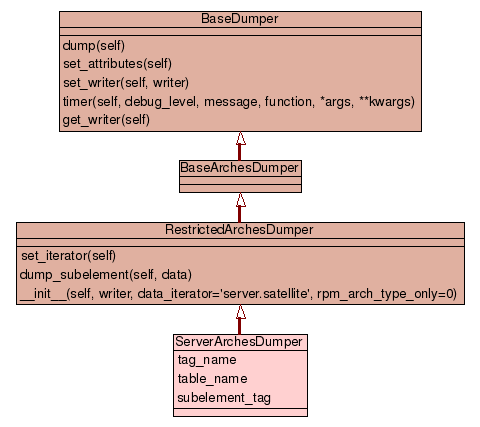 BaseDumper
dump(self)
set_attributes(self)
set_writer(self, writer)
timer(self, debug_level, message, function, *args, **kwargs)
get_writer(self)
BaseArchesDumper
RestrictedArchesDumper
set_iterator(self)
dump_subelement(self, data)
__init__(self, writer, data_iterator='server.satellite', rpm_arch_type_only=0)
ServerArchesDumper
tag_name
table_name
subelement_tag